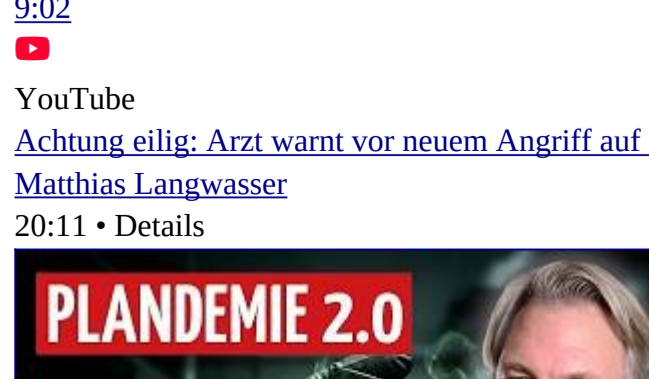 9:02
YouTube
Achtung eilig: Arzt warnt vor neuem Angriff auf
Matthias Langwasser
20:11 • Details
PLANDEMIE 2.0